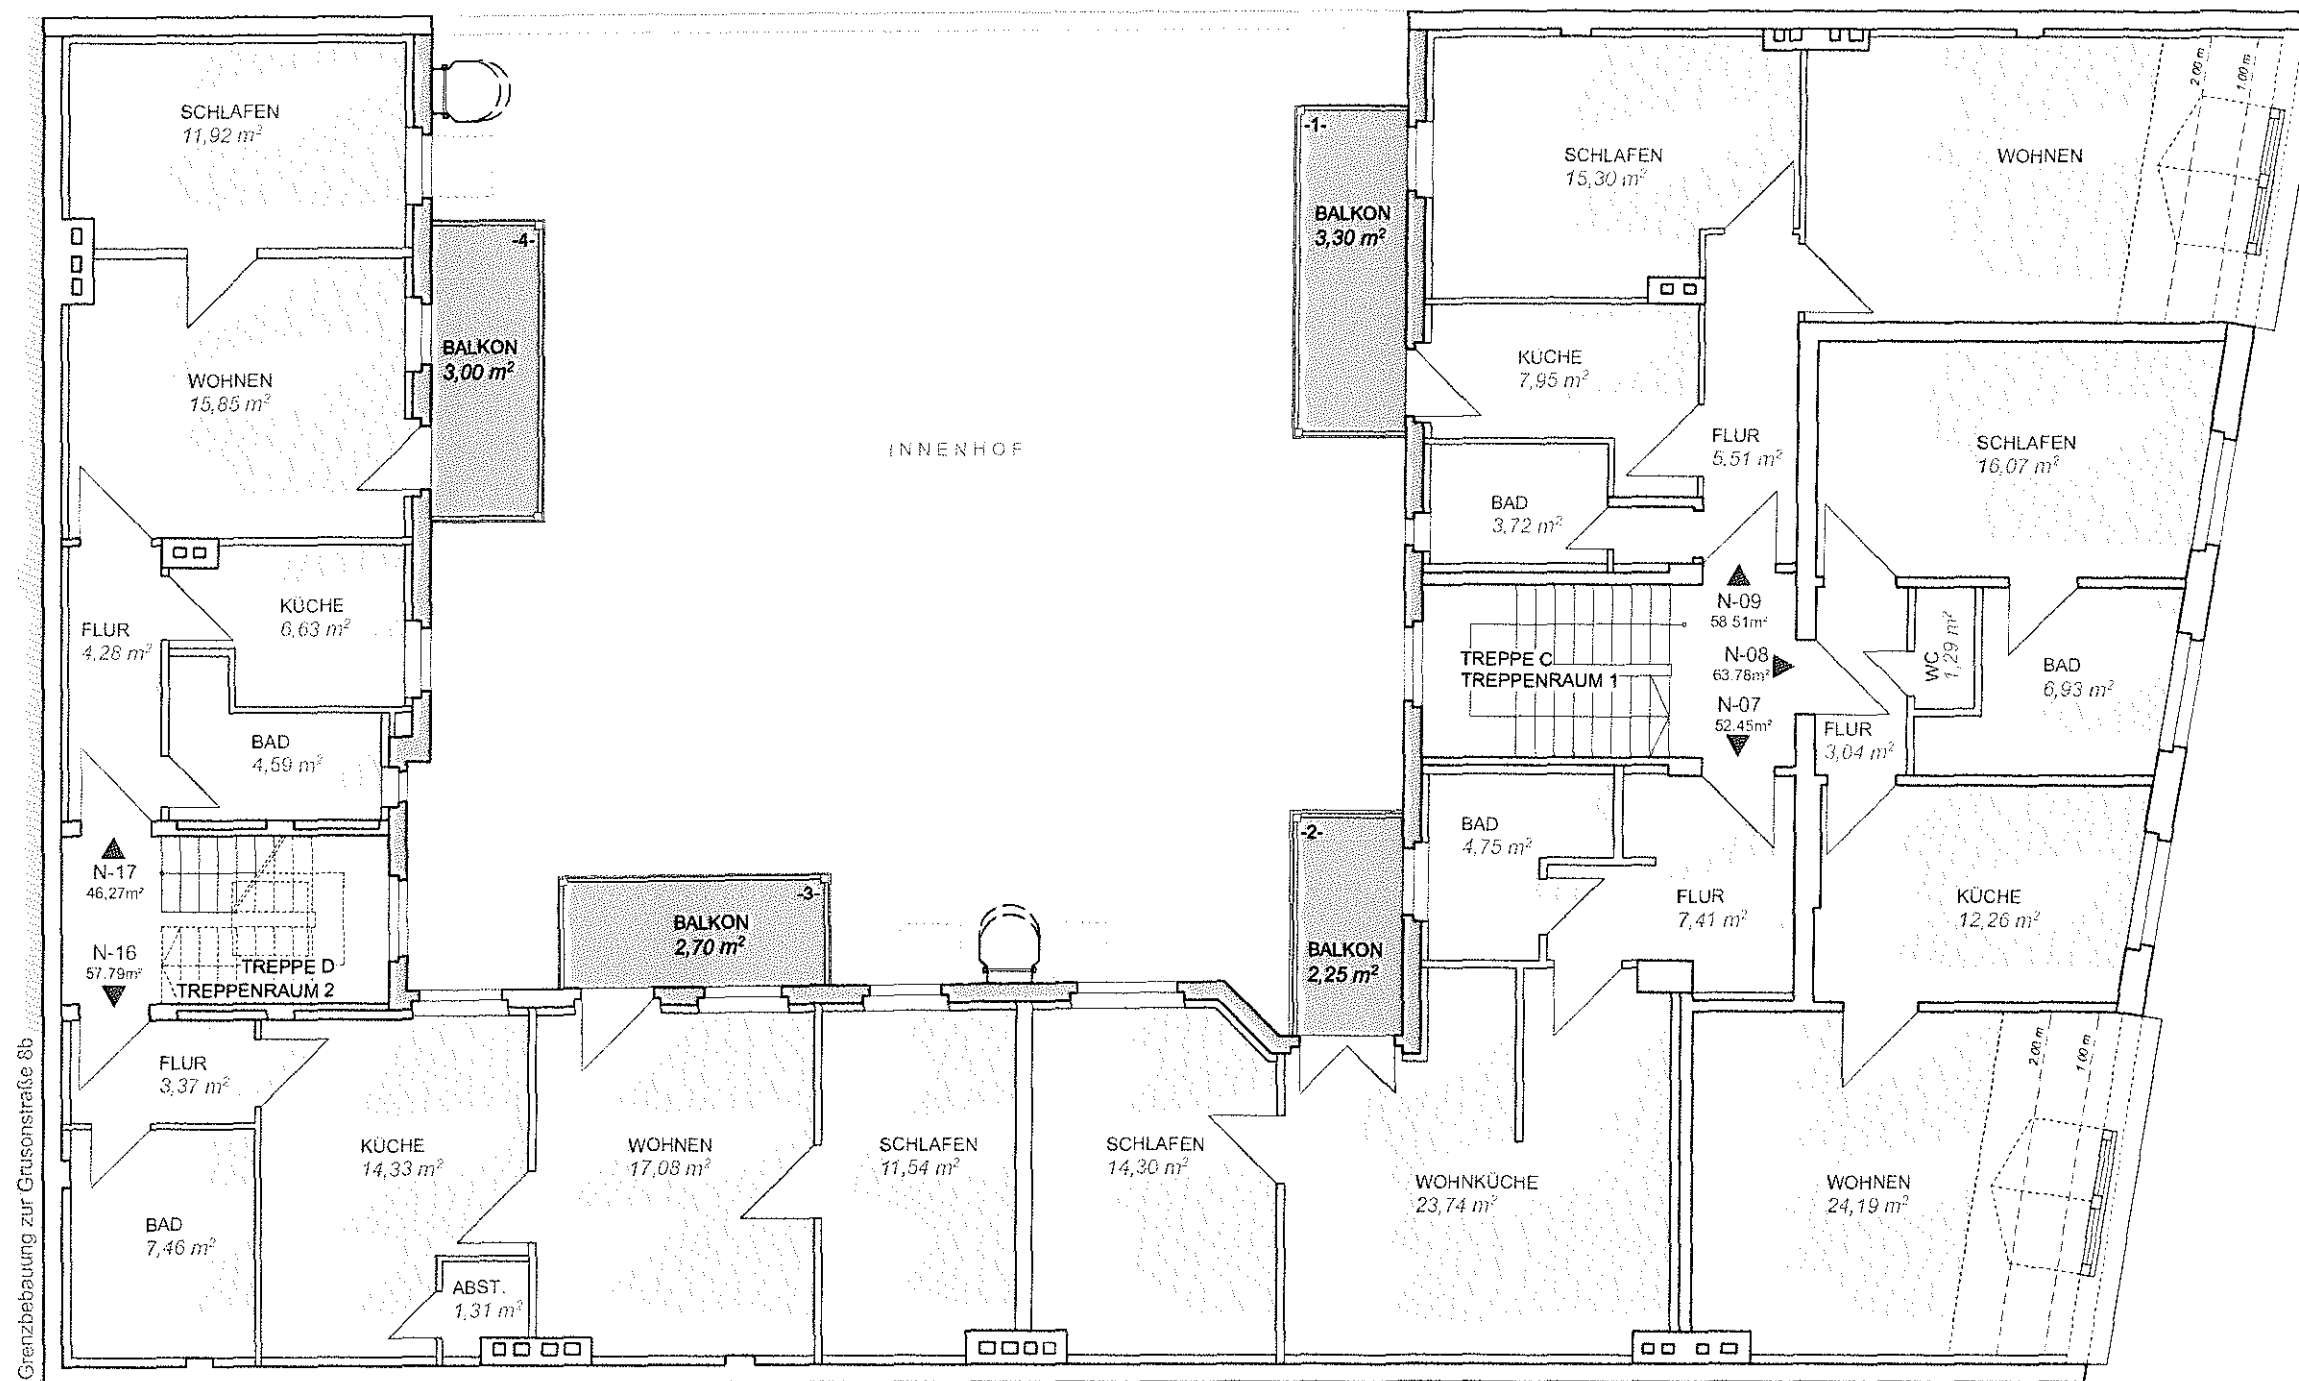 SCHLAFEN
11,92 m²
-4-
BALKON
3,00 m²
WOHNEN
15,85 m²
KÜCHE
6,63 m²
FLUR
4,28 m²
BAD
4,59 m²
N-17
46,27m²
N-16
57.79m²
TREPPE D
TREPPENRAUM 2
FLUR
3,37 m²
BAD
7,46 m²
KÜCHE
14,33 m²
ABST.
1,31 m²
WOHNEN
17,08 m²
-3-
BALKON
2,70 m²
SCHLAFEN
11,54 m²
SCHLAFEN
14,30 m²
INNENHOF
-1-
BALKON
3,30 m²
SCHLAFEN
15,30 m²
WOHNEN
2.00 m
1.00 m
KÜCHE
7,95 m²
FLUR
5,51 m²
BAD
3,72 m²
SCHLAFEN
16,07 m²
N-09
58 51m²
N-08
63.78m²
N-07
52.45m²
TREPPE C
TREPPENRAUM 1
WC
1,29 m²
BAD
6,93 m²
FLUR
3,04 m²
-2-
BALKON
2,25 m²
BAD
4,75 m²
FLUR
7,41 m²
KÜCHE
12,26 m²
WOHNKÜCHE
23,74 m²
WOHNEN
24,19 m²
2.00 m
1.00 m
Grenzbebauung zur Grusonstraße 8b